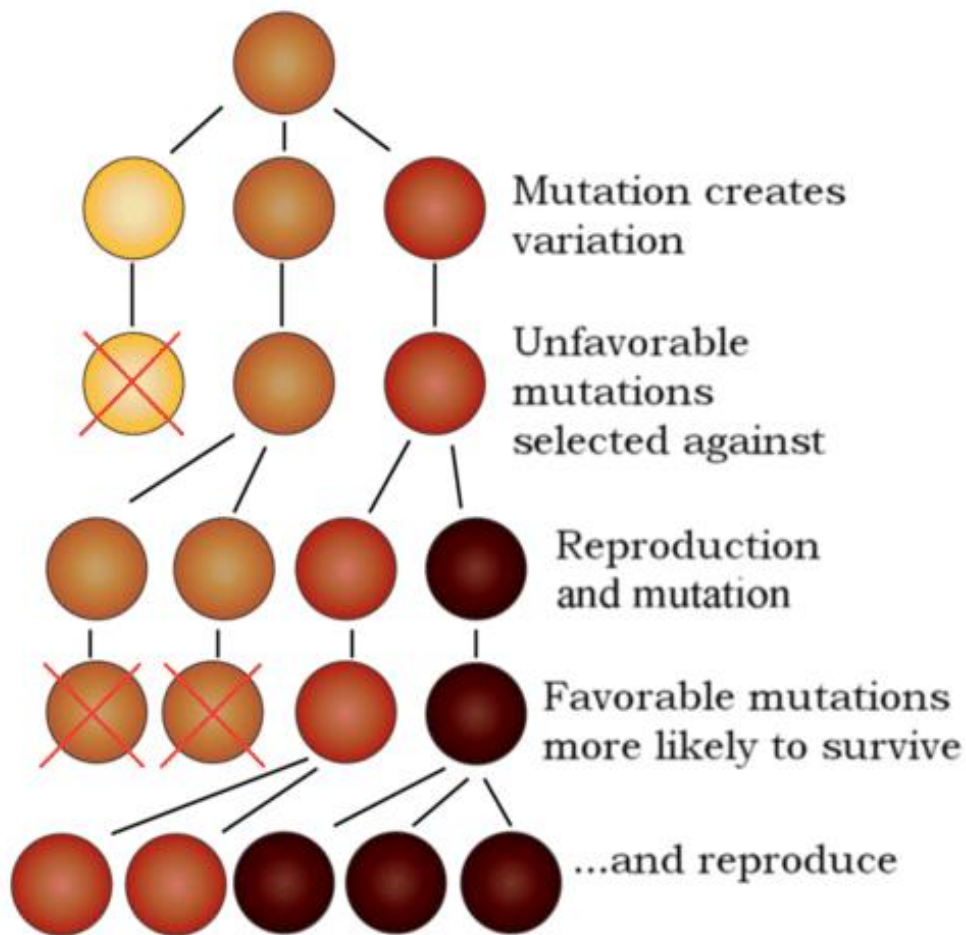 Mutation creates
variation
Unfavorable
mutations
selected against
Reproduction
and mutation
Favorable mutations
more likely to survive
...and reproduce